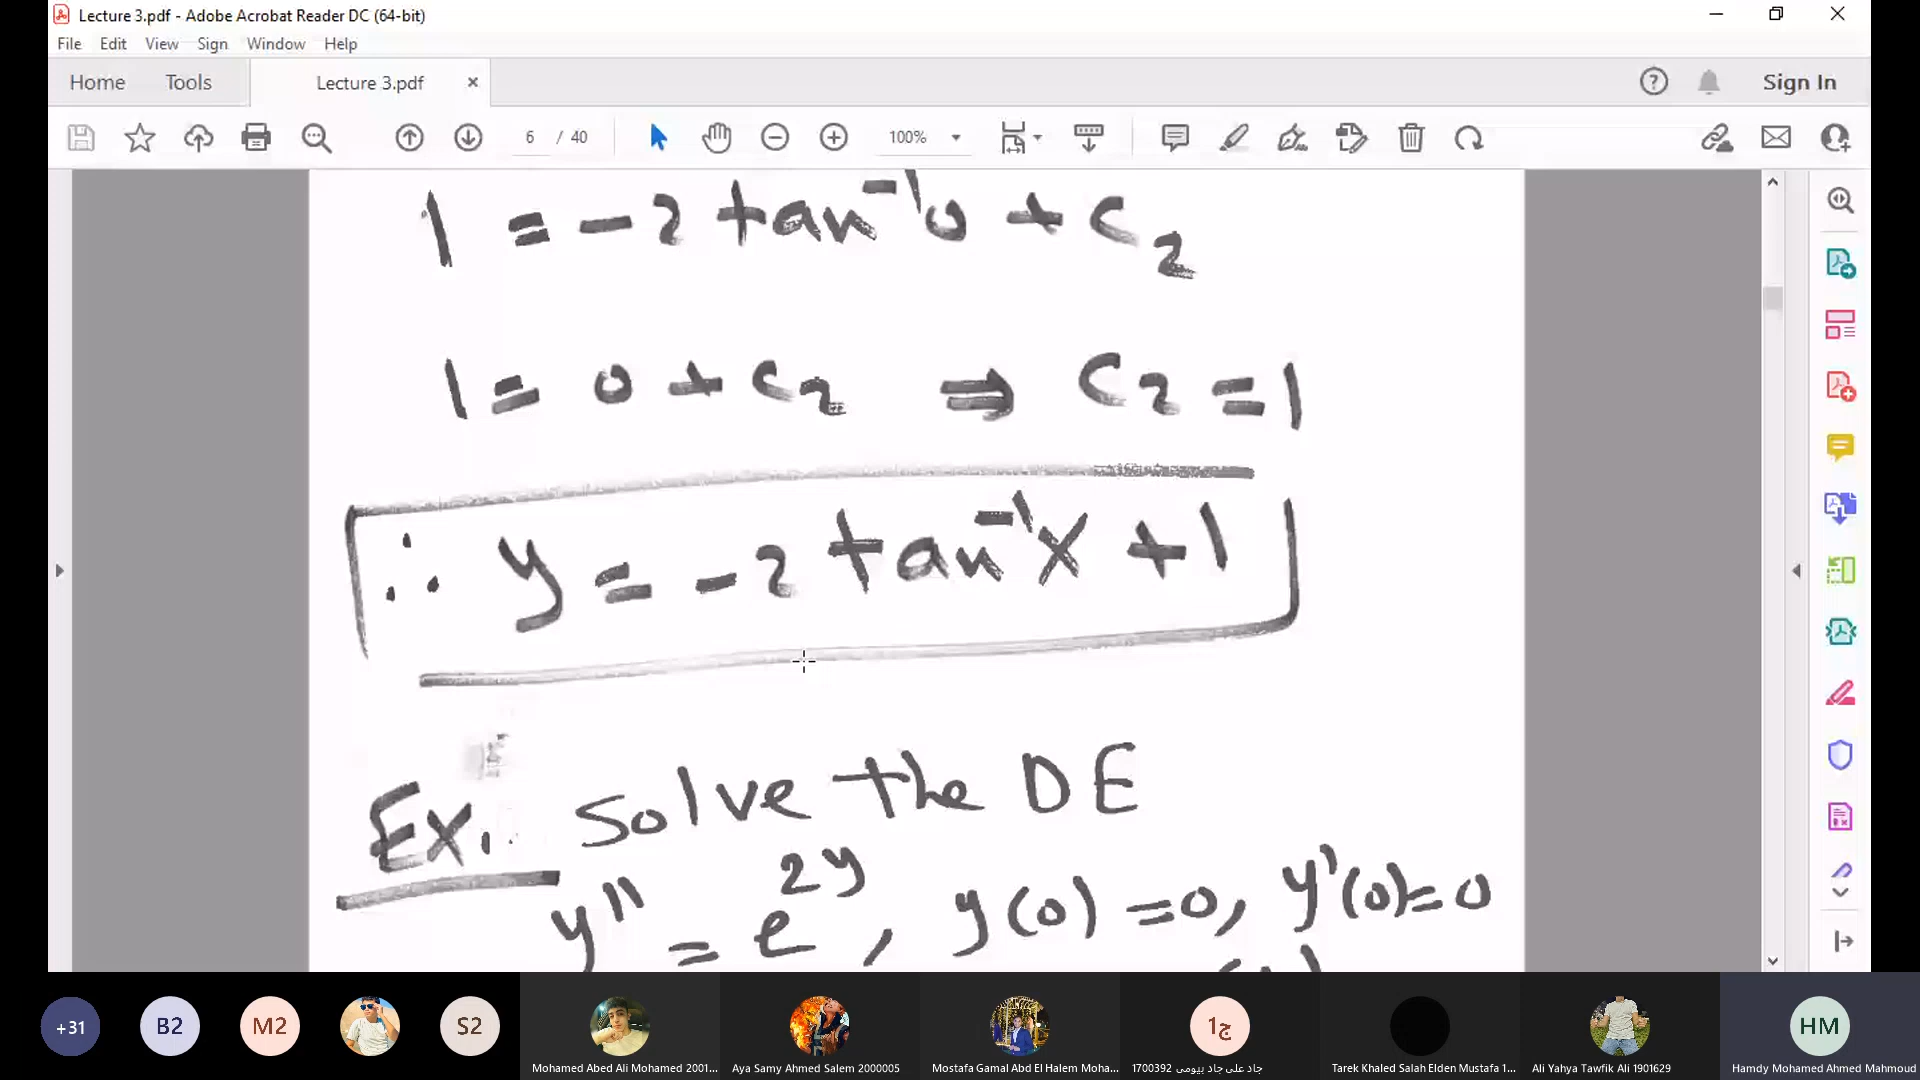 Lecture 3.pdf - Adobe Acrobat Reader DC (64-bit)
File Edit View Sign Window Help
Home Tools Lecture 3.pdf × Sign In
6 / 40 100%
1 = -2 tan⁻¹0 + C₂
1 = 0 + C₂ ⇒ C₂ = 1
∴ y = -2 tan⁻¹x + 1
Ex. Solve the DE
y'' = e^2y, y(0) = 0, y'(0) = 0
+31 B2 M2 S2 ج1 HM
Mohamed Abed Ali Mohamed 2001... Aya Samy Ahmed Salem 2000005 Mostafa Gamal Abd El Halem Moha... جاد على جاد بيومى 1700392 Tarek Khaled Salah Elden Mustafa 1... Ali Yahya Tawfik Ali 1901629 Hamdy Mohamed Ahmed Mahmoud